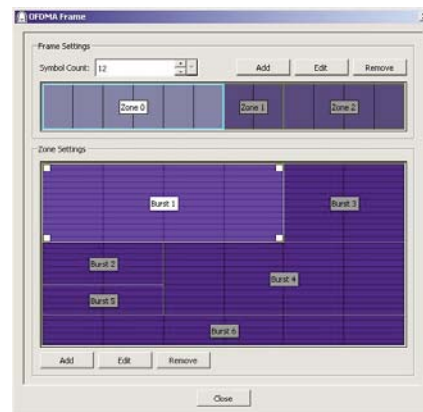 OFDMA Frame
Frame Settings
Symbol Count: 12
Add Edit Remove
Zone 0 Zone 1 Zone 2
Zone Settings
Burst 1 Burst 3
Burst 2
Burst 4
Burst 5
Burst 6
Add Edit Remove
Close